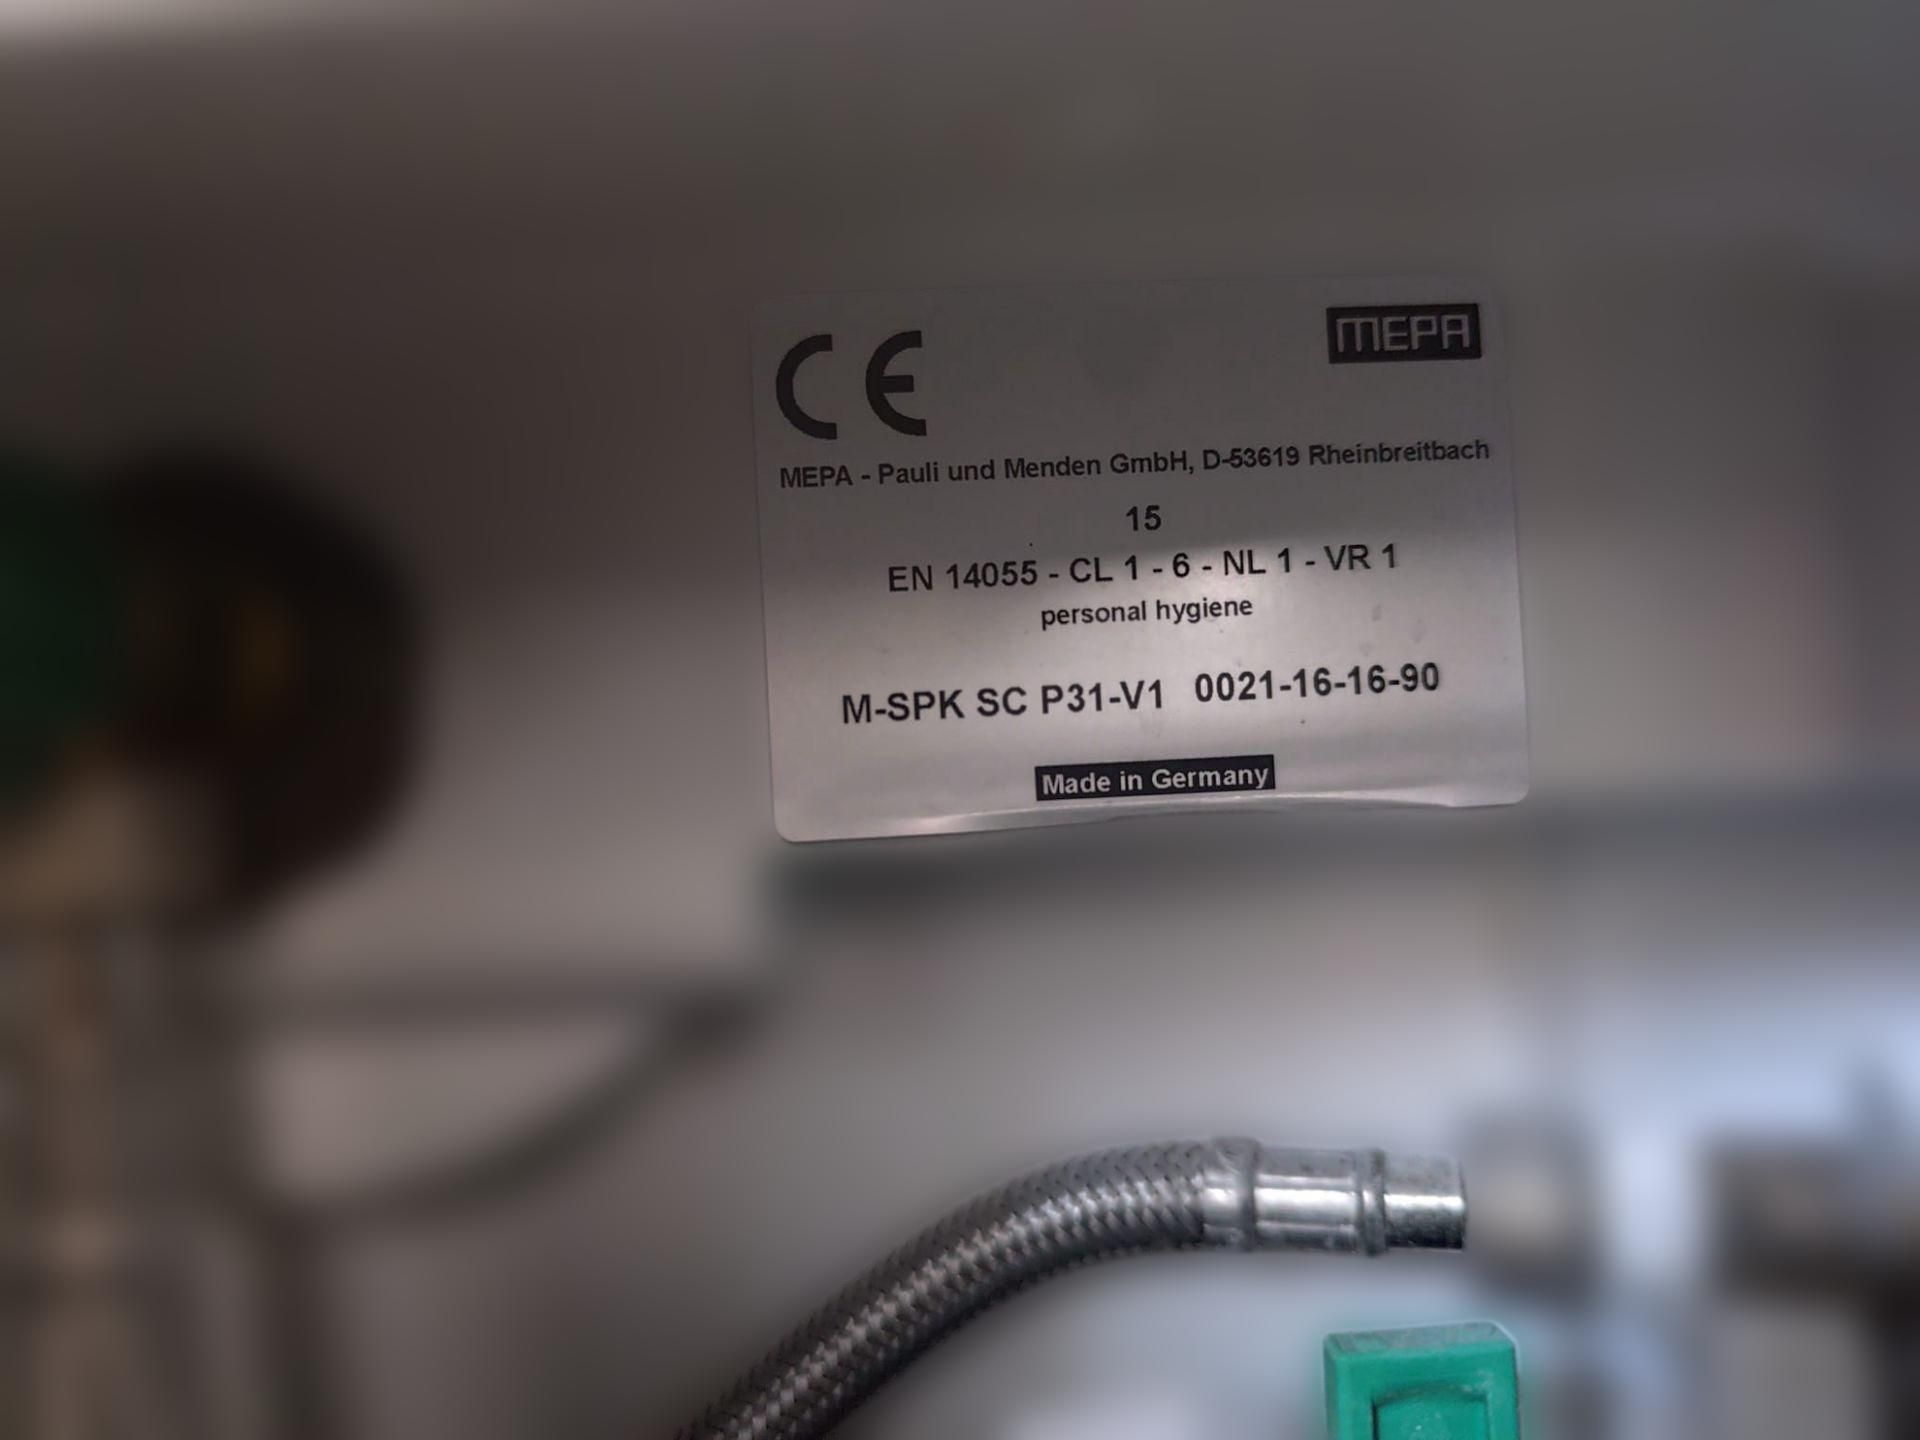 CE
MEPA
MEPA - Pauli und Menden GmbH, D-53619 Rheinbreitbach
15
EN 14055 - CL 1 - 6 - NL 1 - VR 1
personal hygiene
M-SPK SC P31-V1 0021-16-16-90
Made in Germany